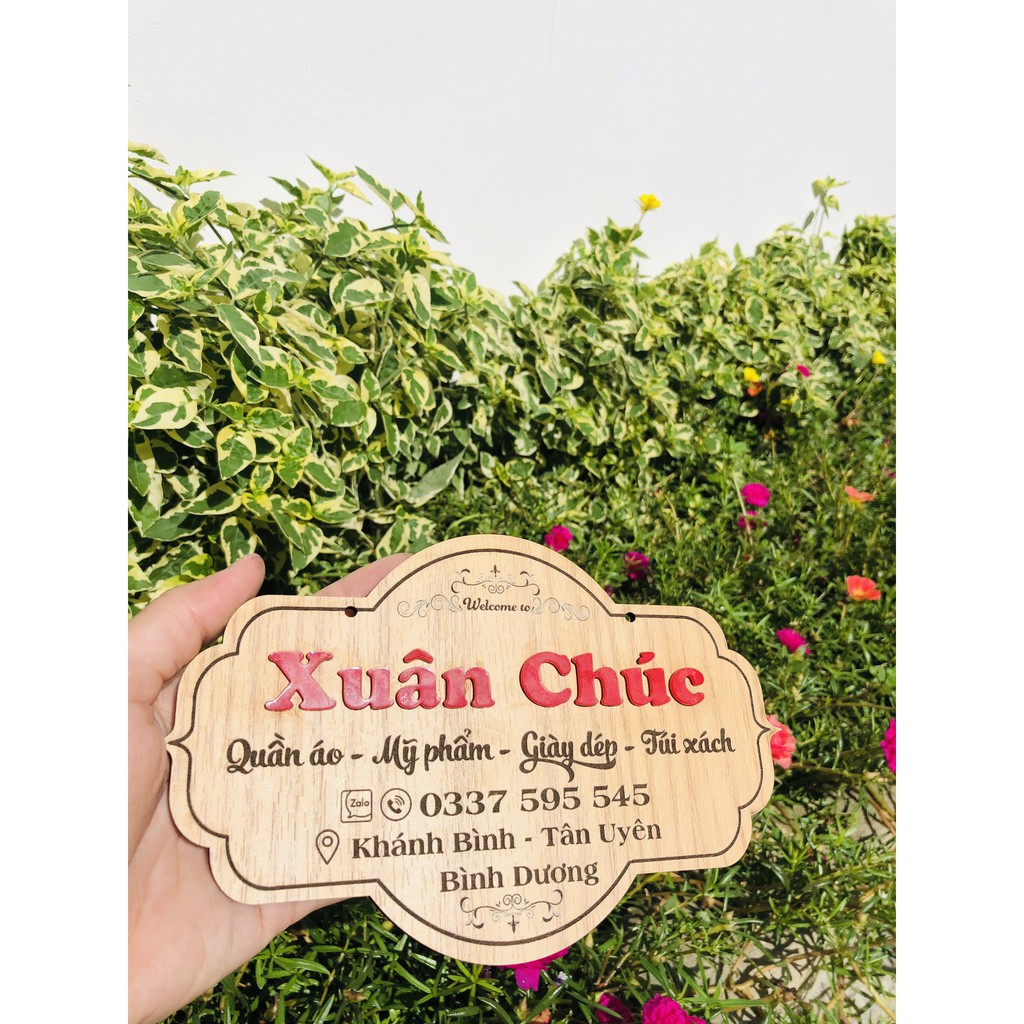 Welcome to
Xuân Chúc
Quần áo - Mỹ phẩm - Giày dép - Túi xách
Zalo 0337 595 545
Khánh Bình - Tân Uyên
Bình Dương